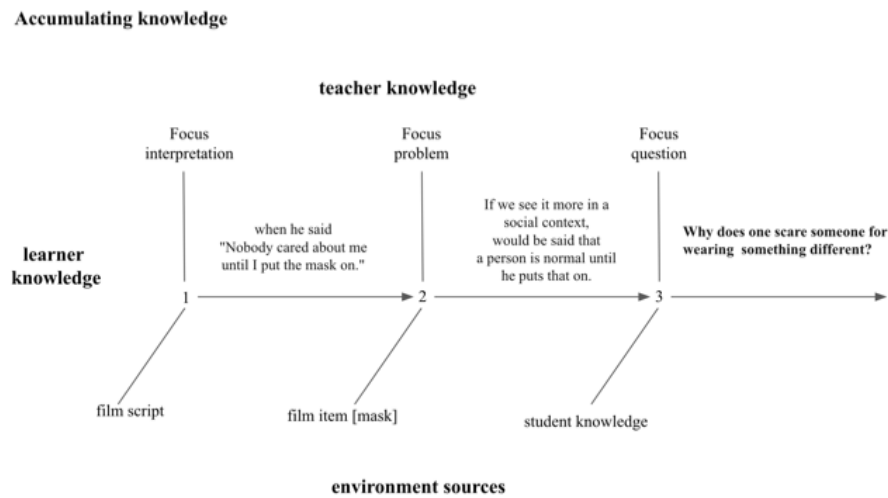 Accumulating knowledge
teacher knowledge
Focus
interpretation
Focus
problem
Focus
question
when he said
"Nobody cared about me
until I put the mask on."
If we see it more in a
social context,
would be said that
a person is normal until
he puts that on.
Why does one scare someone for
wearing something different?
learner
knowledge
1
2
3
film script
film item [mask]
student knowledge
environment sources